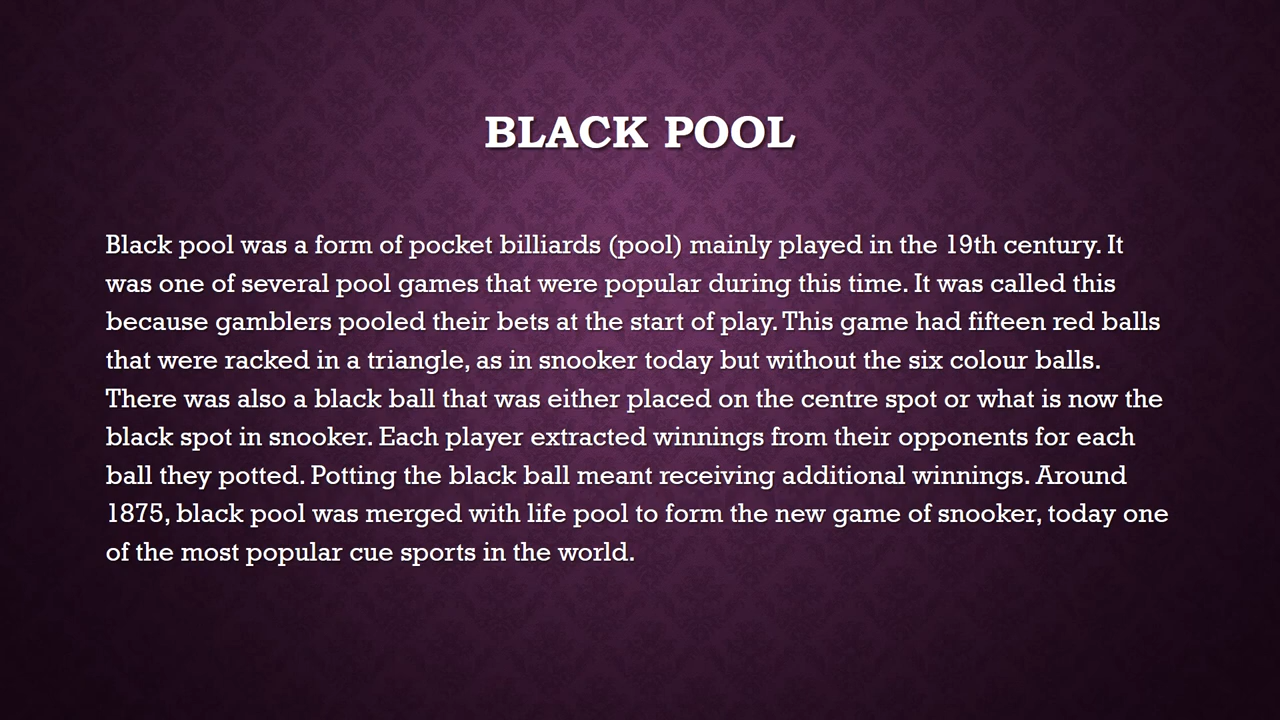 BLACK POOL
Black pool was a form of pocket billiards (pool) mainly played in the 19th century. It
was one of several pool games that were popular during this time. It was called this
because gamblers pooled their bets at the start of play. This game had fifteen red balls
that were racked in a triangle, as in snooker today but without the six colour balls.
There was also a black ball that was either placed on the centre spot or what is now the
black spot in snooker. Each player extracted winnings from their opponents for each
ball they potted. Potting the black ball meant receiving additional winnings. Around
1875, black pool was merged with life pool to form the new game of snooker, today one
of the most popular cue sports in the world.